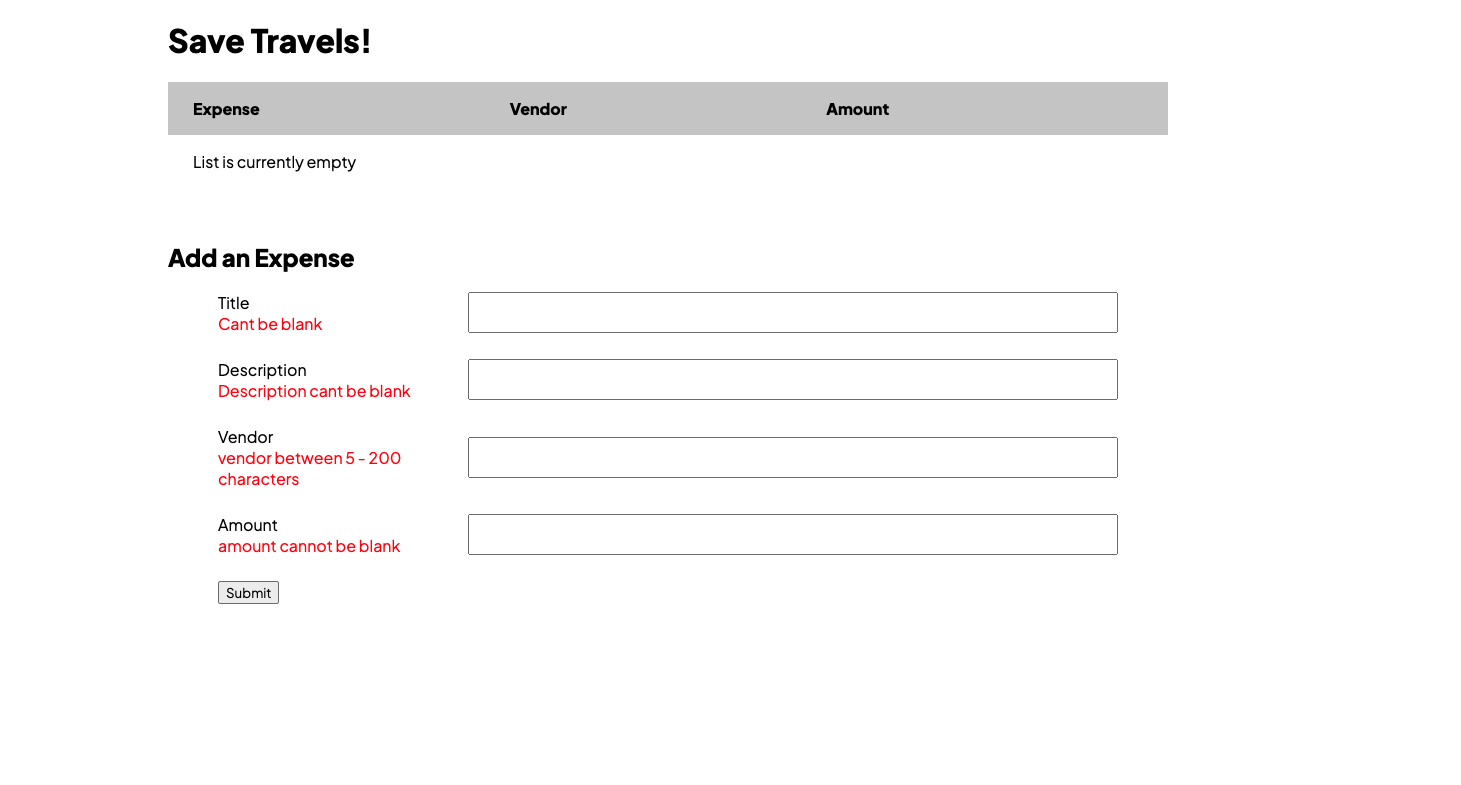 Save Travels!
Expense Vendor Amount
List is currently empty
Add an Expense
Title
Cant be blank
Description
Description cant be blank
Vendor
vendor between 5 - 200
characters
Amount
amount cannot be blank
Submit